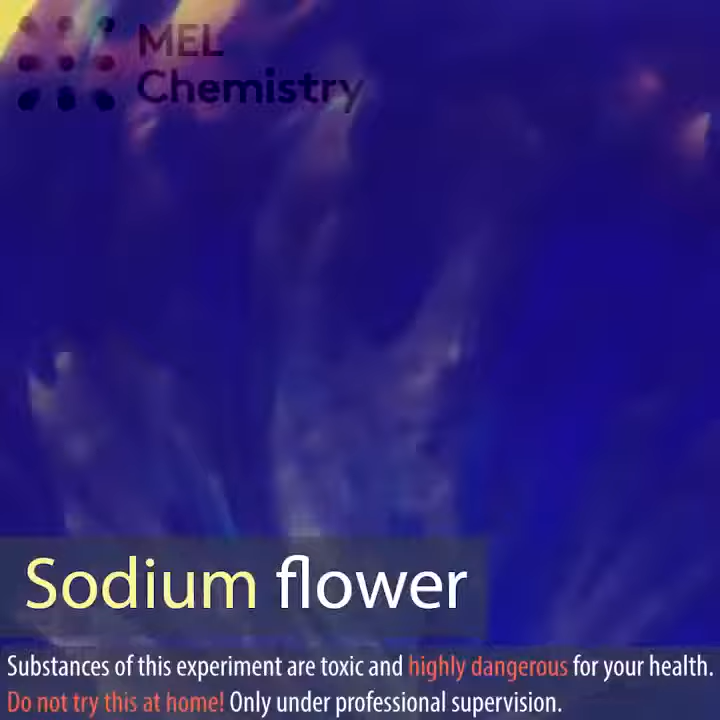 MEL
Chemistry
Sodium flower
Substances of this experiment are toxic and highly dangerous for your health.
Do not try this at home! Only under professional supervision.